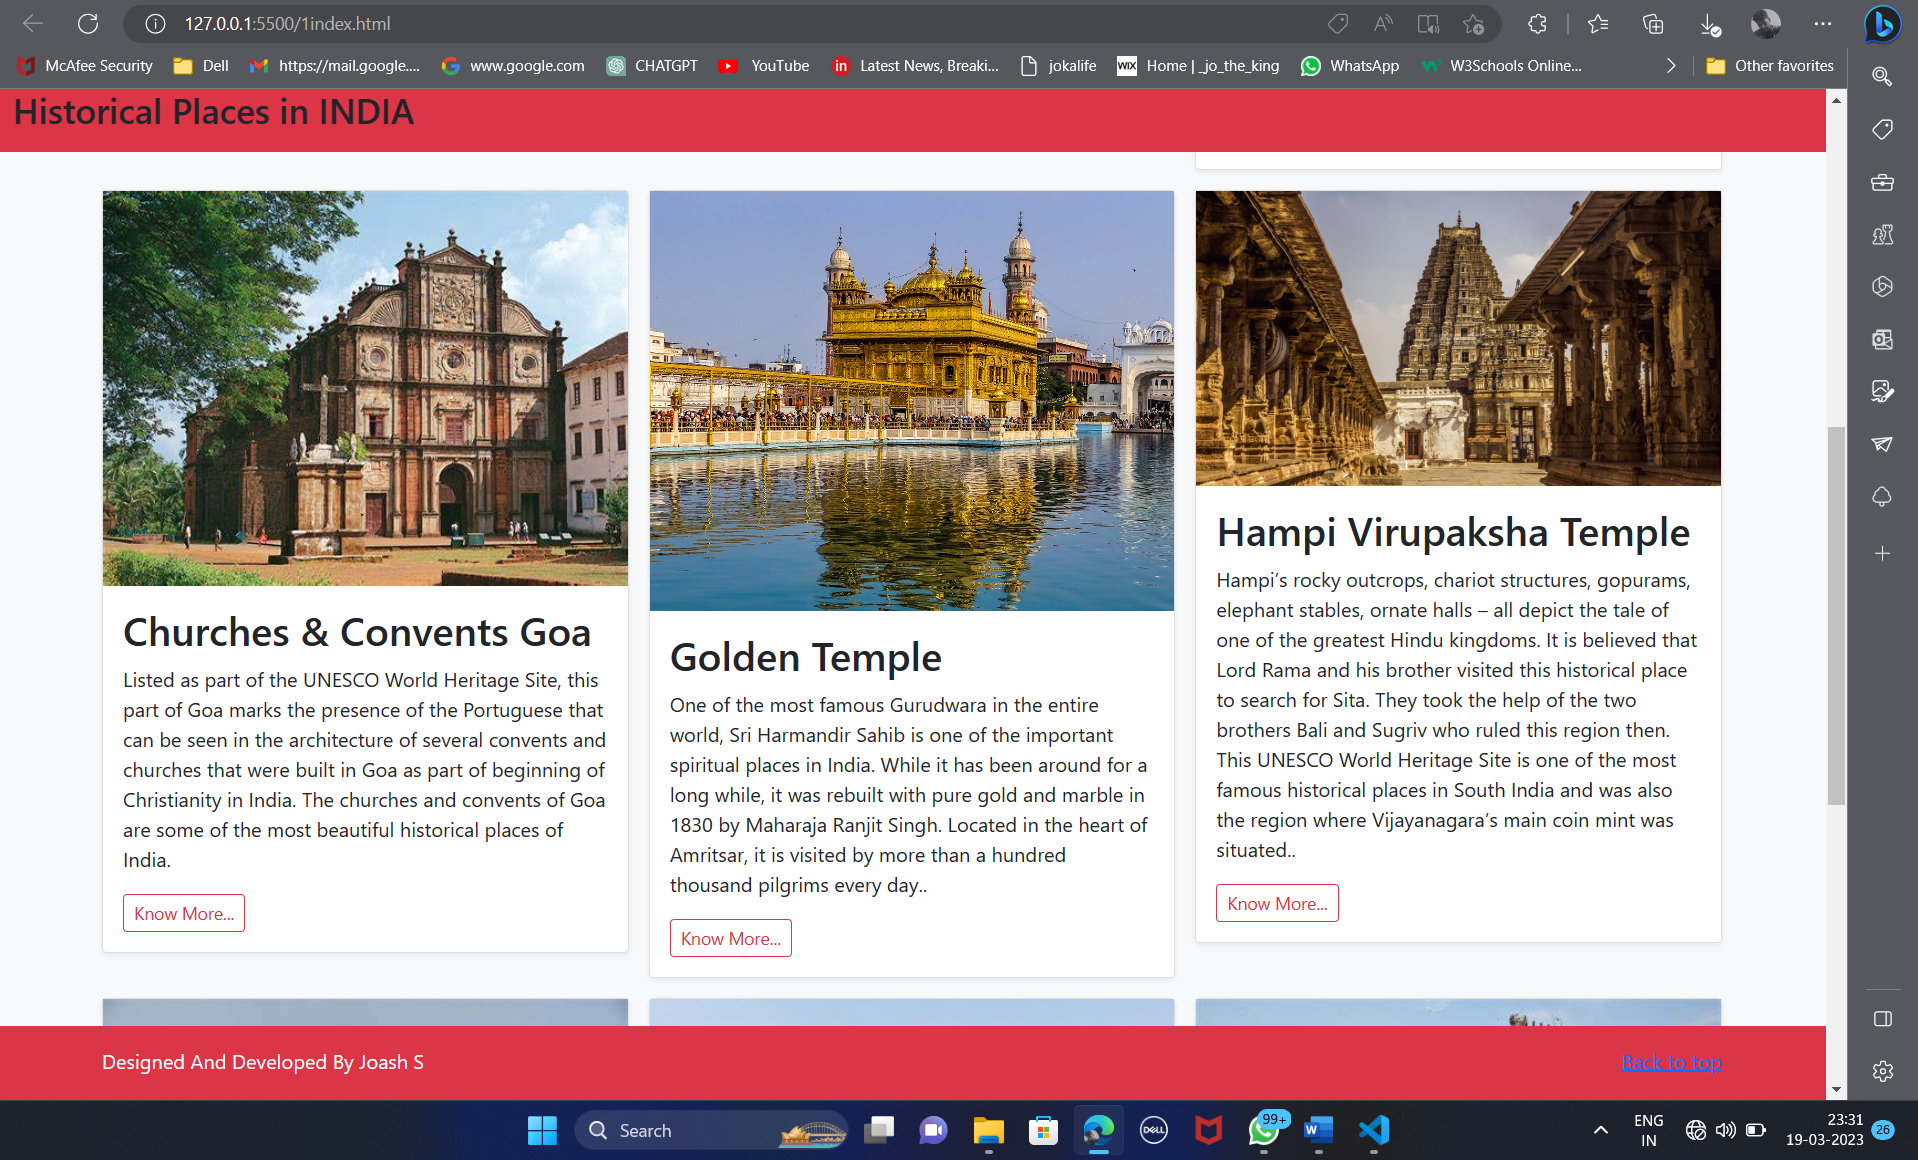 127.0.0.1:5500/1index.html
McAfee Security Dell https://mail.google.... www.google.com CHATGPT YouTube Latest News, Breaki... jokalife Home | _jo_the_king WhatsApp W3Schools Online... Other favorites
Historical Places in INDIA
Churches & Convents Goa
Listed as part of the UNESCO World Heritage Site, this
part of Goa marks the presence of the Portuguese that
can be seen in the architecture of several convents and
churches that were built in Goa as part of beginning of
Christianity in India. The churches and convents of Goa
are some of the most beautiful historical places of
India.
Know More...
Golden Temple
One of the most famous Gurudwara in the entire
world, Sri Harmandir Sahib is one of the important
spiritual places in India. While it has been around for a
long while, it was rebuilt with pure gold and marble in
1830 by Maharaja Ranjit Singh. Located in the heart of
Amritsar, it is visited by more than a hundred
thousand pilgrims every day..
Know More...
Hampi Virupaksha Temple
Hampi’s rocky outcrops, chariot structures, gopurams,
elephant stables, ornate halls – all depict the tale of
one of the greatest Hindu kingdoms. It is believed that
Lord Rama and his brother visited this historical place
to search for Sita. They took the help of the two
brothers Bali and Sugriv who ruled this region then.
This UNESCO World Heritage Site is one of the most
famous historical places in South India and was also
the region where Vijayanagara’s main coin mint was
situated..
Know More...
Designed And Developed By Joash S
Back to top
Search
DELL
99+
ENG
IN
23:31
19-03-2023
26